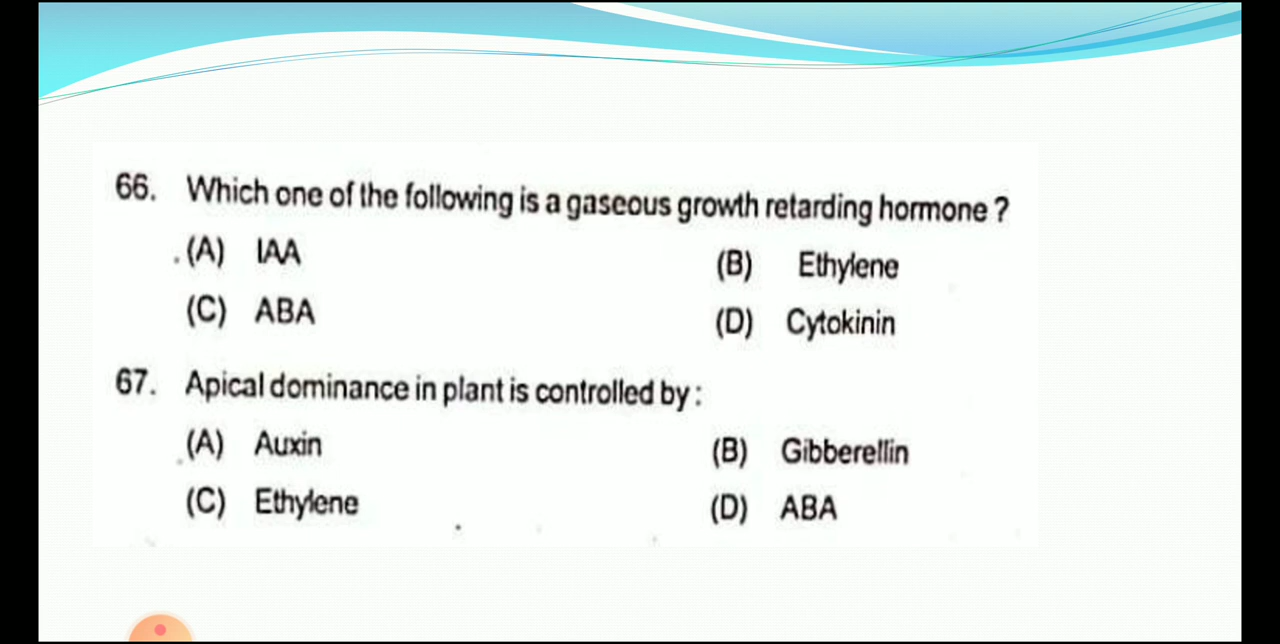 66. Which one of the following is a gaseous growth retarding hormone ?
(A) IAA (B) Ethylene
(C) ABA (D) Cytokinin
67. Apical dominance in plant is controlled by :
(A) Auxin (B) Gibberellin
(C) Ethylene (D) ABA